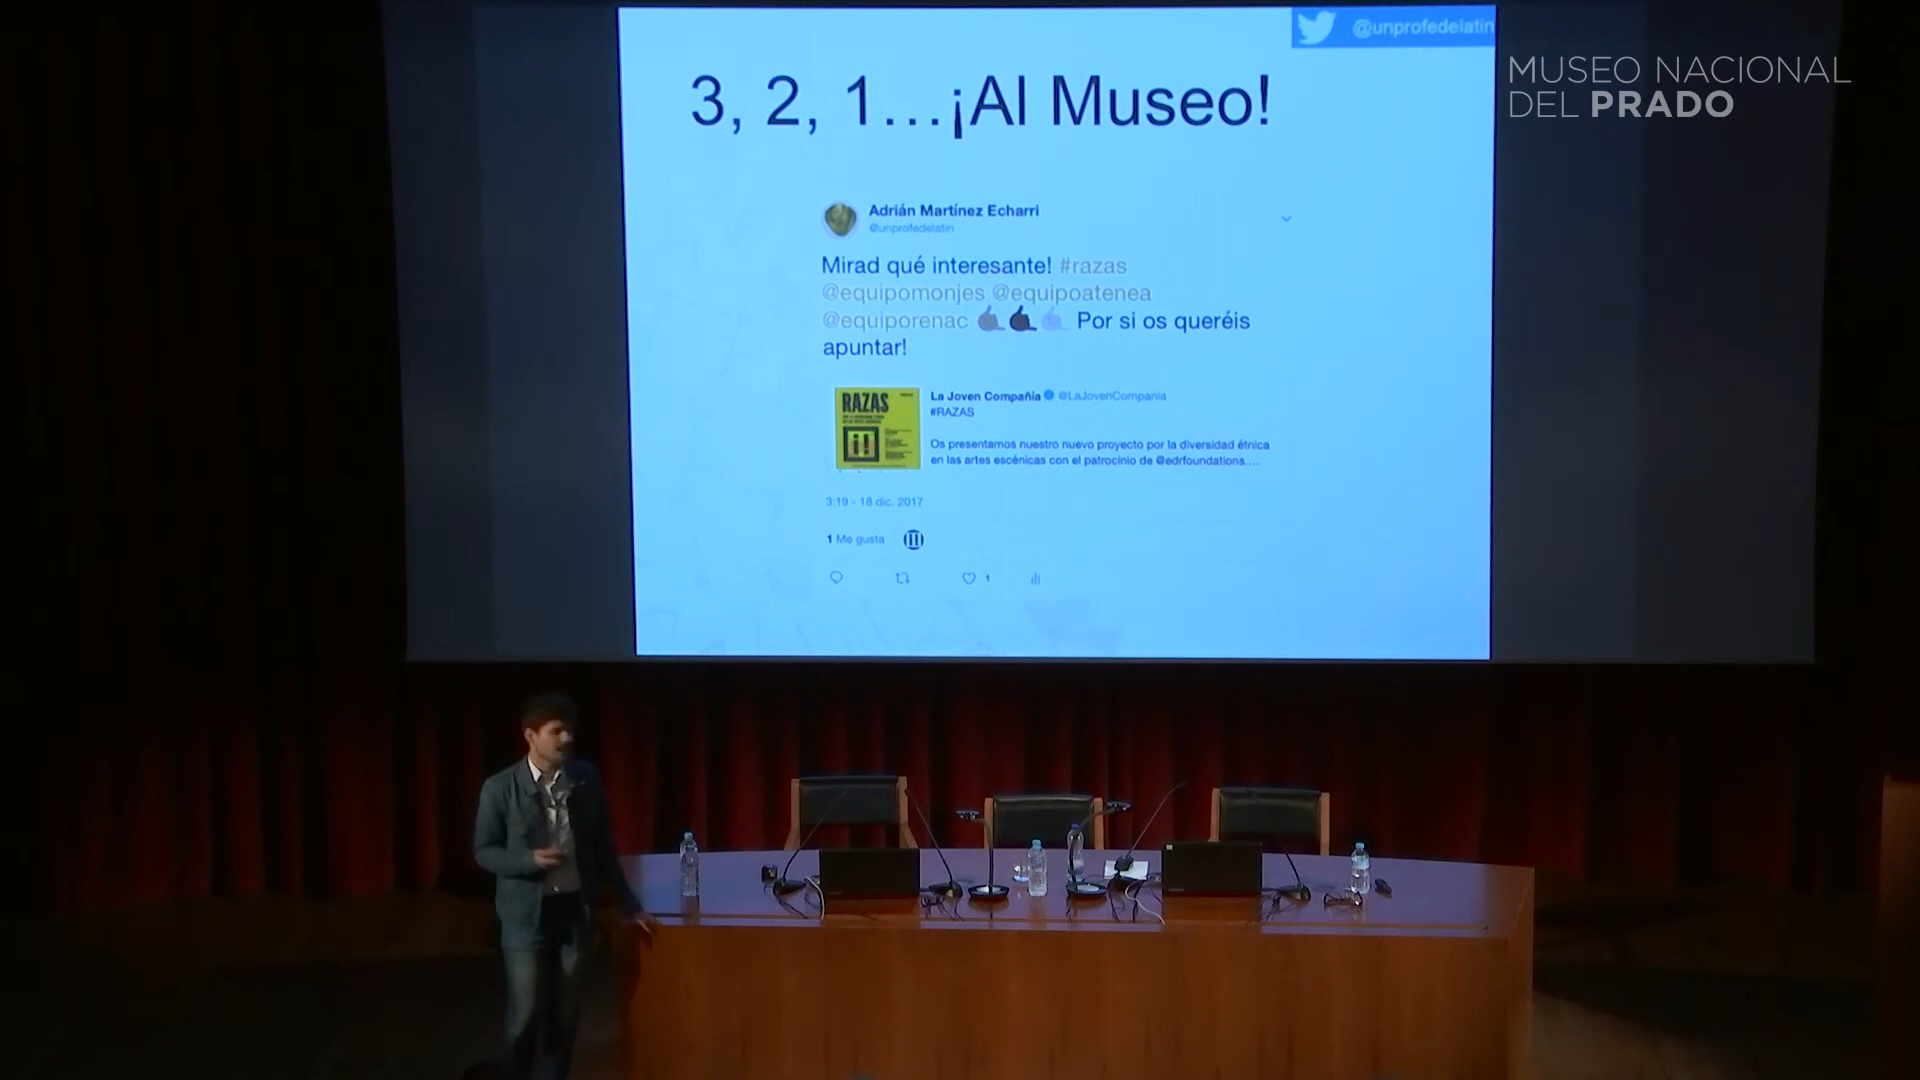 @unprofedelatin
MUSEO NACIONAL
DEL PRADO
3, 2, 1...¡Al Museo!
Adrián Martínez Echarri
@unprofedelatin
Mirad qué interesante! #razas
@equipomonjes @equipoatenea
@equiporenac Por si os queréis
apuntar!
RAZAS
¡!
La Joven Compañía @LaJovenCompania
#RAZAS
Os presentamos nuestro nuevo proyecto por la diversidad étnica
en las artes escénicas con el patrocinio de @edrfoundations....
3:19 - 18 dic. 2017
1 Me gusta
1